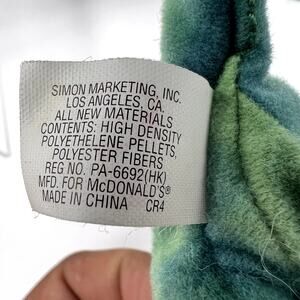 SIMON MARKETING, INC.
LOS ANGELES, CA.
ALL NEW MATERIALS
CONTENTS: HIGH DENSITY
POLYETHELENE PELLETS,
POLYESTER FIBERS
REG NO. PA-6692(HK)
MFD. FOR McDONALD'S®
MADE IN CHINA CR4